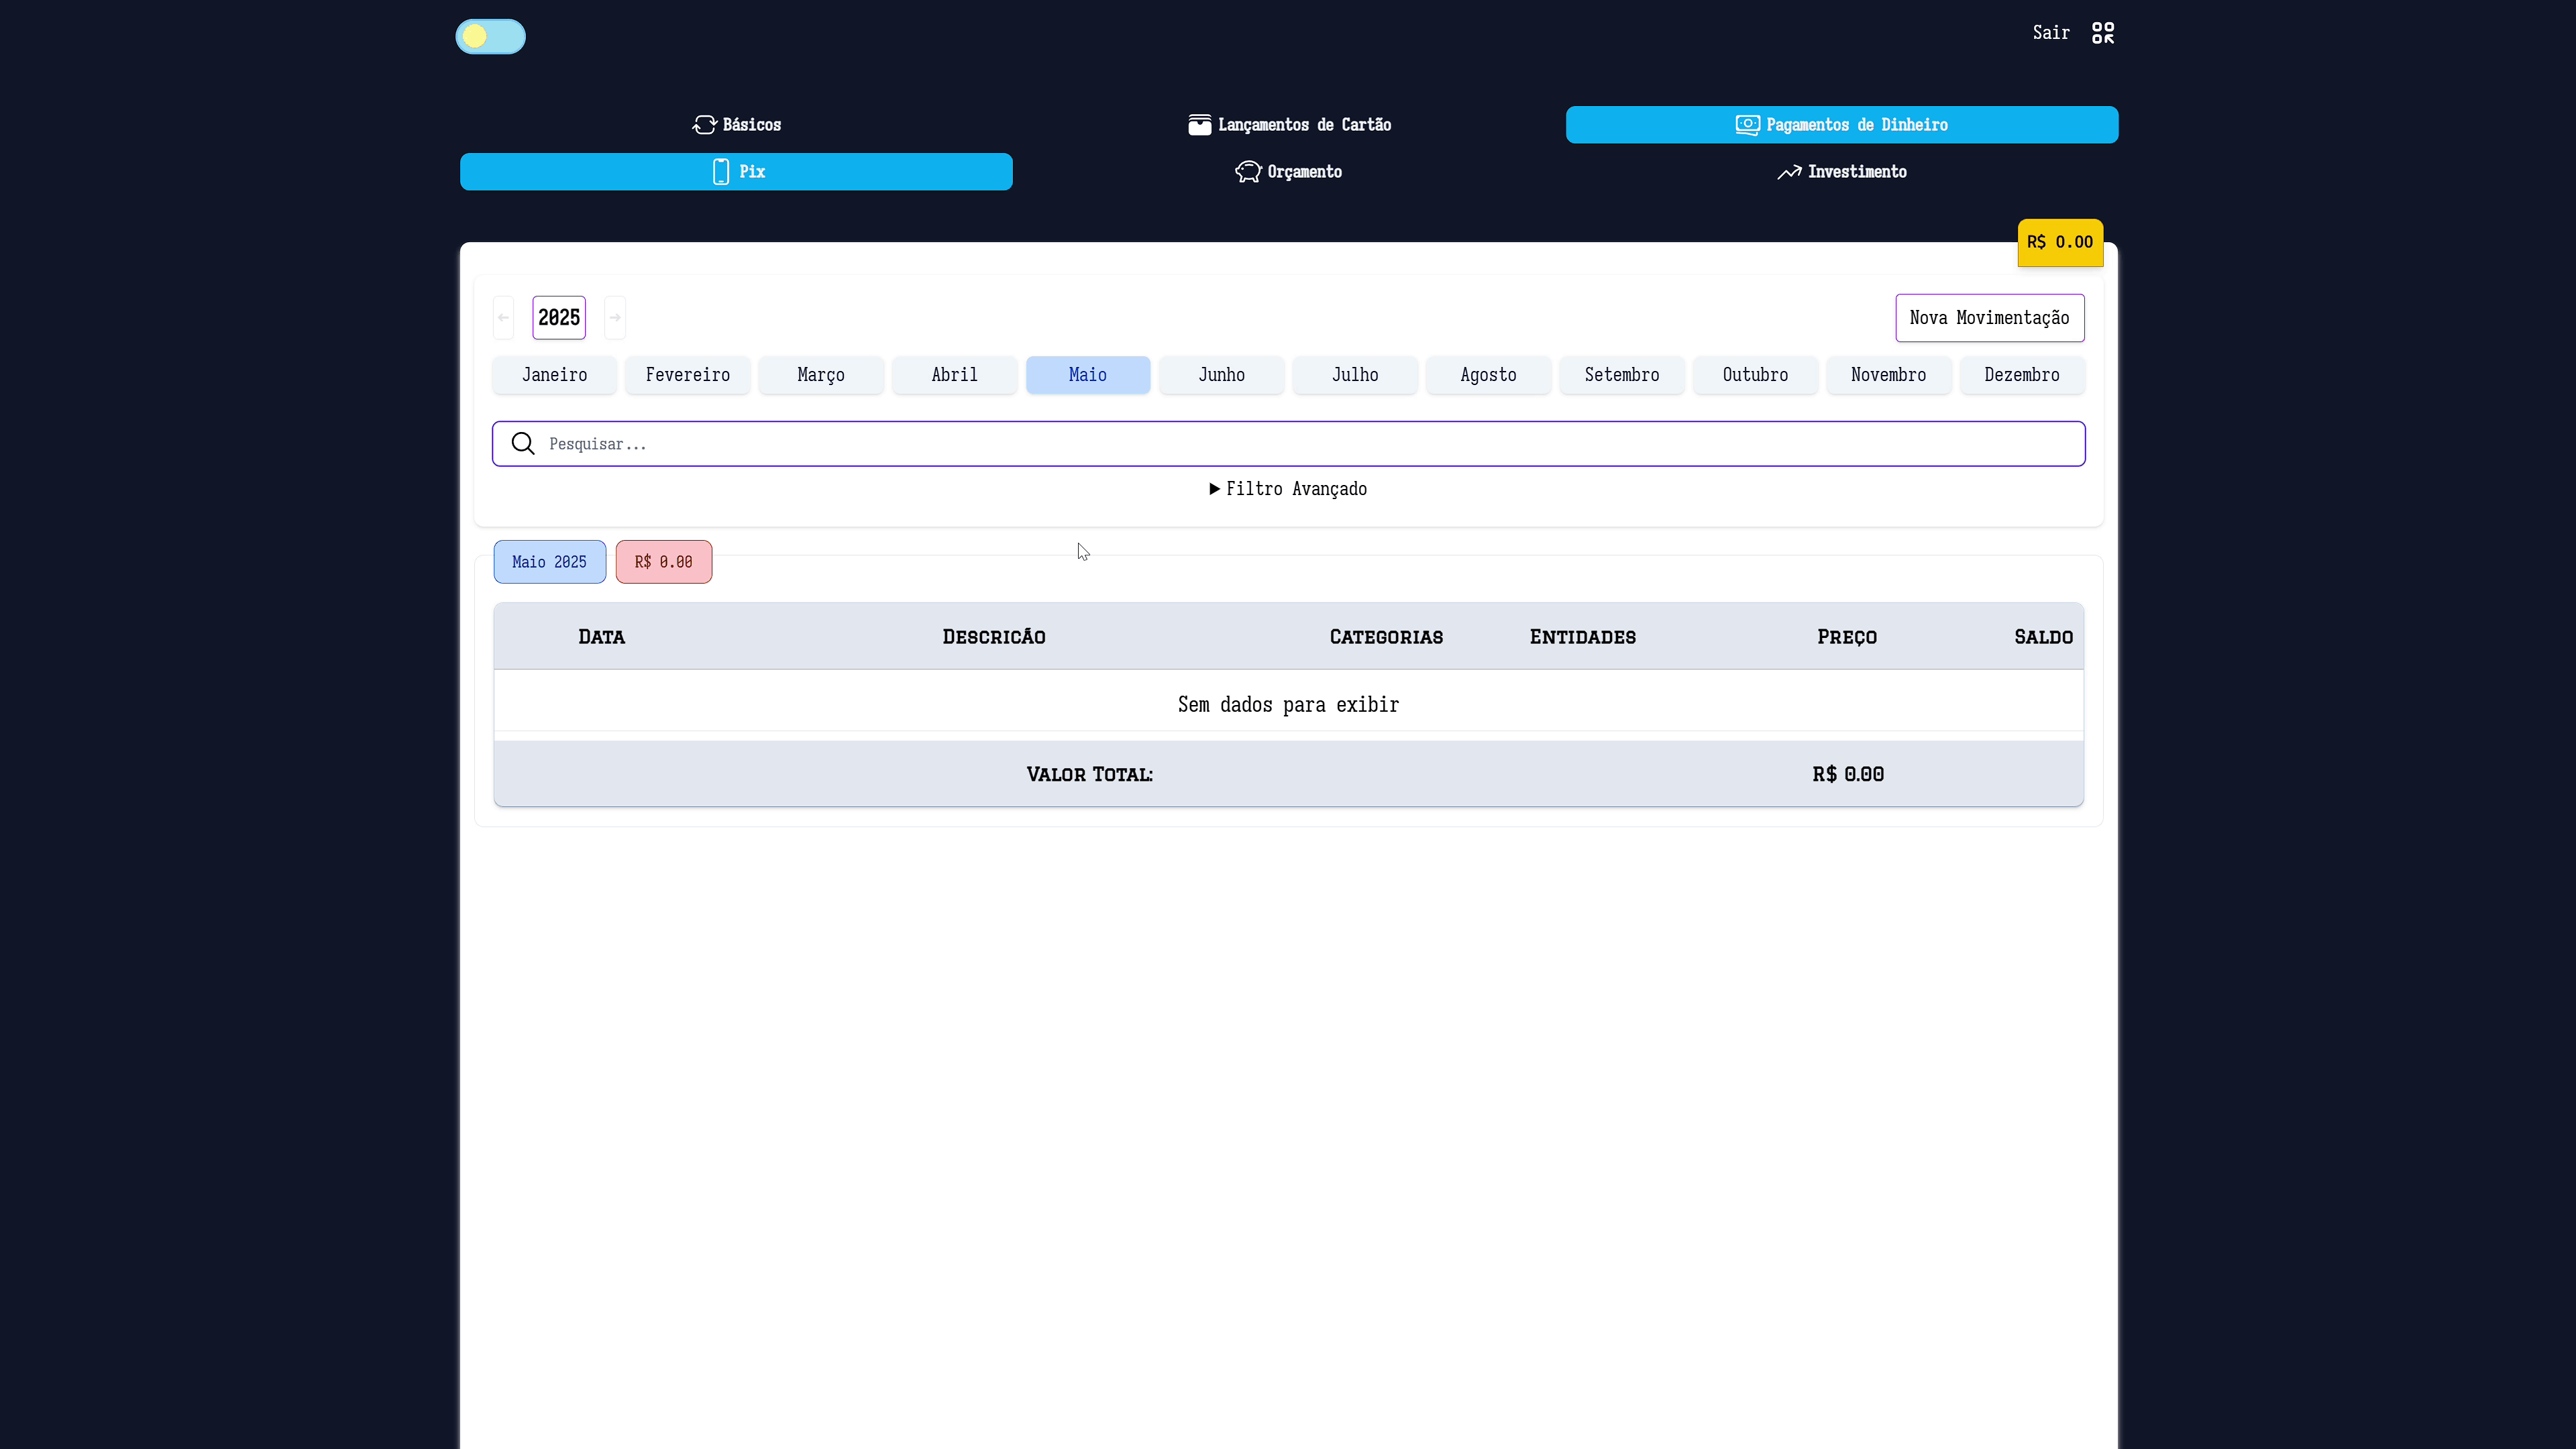 Sair
Básicos
Lançamentos de Cartão
Pagamentos de Dinheiro
Pix
Orçamento
Investimento
R$ 0.00
← 2025 →
Nova Movimentação
Janeiro Fevereiro Março Abril Maio Junho Julho Agosto Setembro Outubro Novembro Dezembro
Pesquisar...
Filtro Avançado
Maio 2025 R$ 0.00
Data Descricão Categorias Entidades Preço Saldo
Sem dados para exibir
Valor Total: R$ 0.00